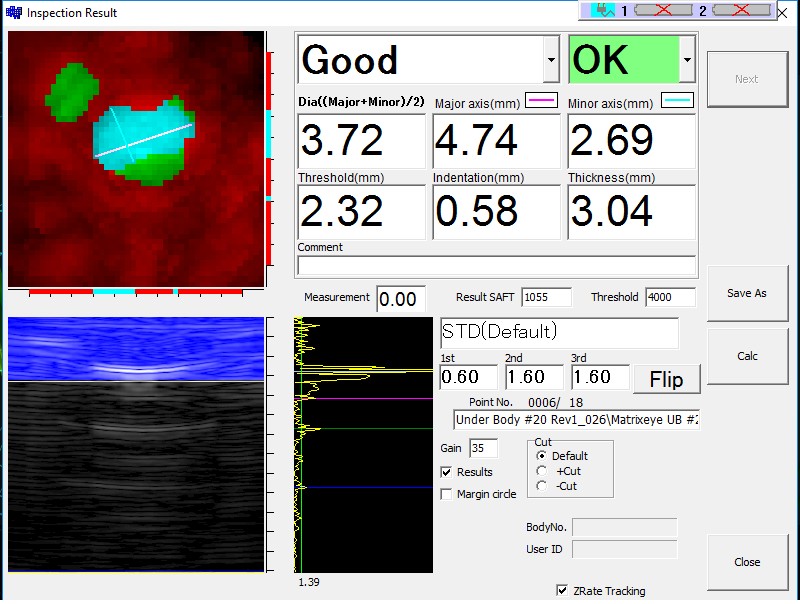 Inspection Result
1
2
Good
OK
Next
Dia((Major+Minor)/2)
Major axis(mm)
Minor axis(mm)
3.72
4.74
2.69
Threshold(mm)
Indentation(mm)
Thickness(mm)
2.32
0.58
3.04
Comment
Measurement 0.00
Result SAFT 1055
Threshold 4000
Save As
STD(Default)
1st
2nd
3rd
0.60
1.60
1.60
Flip
Calc
Point No. 0006/ 18
Under Body #20 Rev1_026\Matrixeye UB #2
Gain 35
Cut
Default
+Cut
-Cut
Results
Margin circle
BodyNo.
User ID
Close
1.39
ZRate Tracking